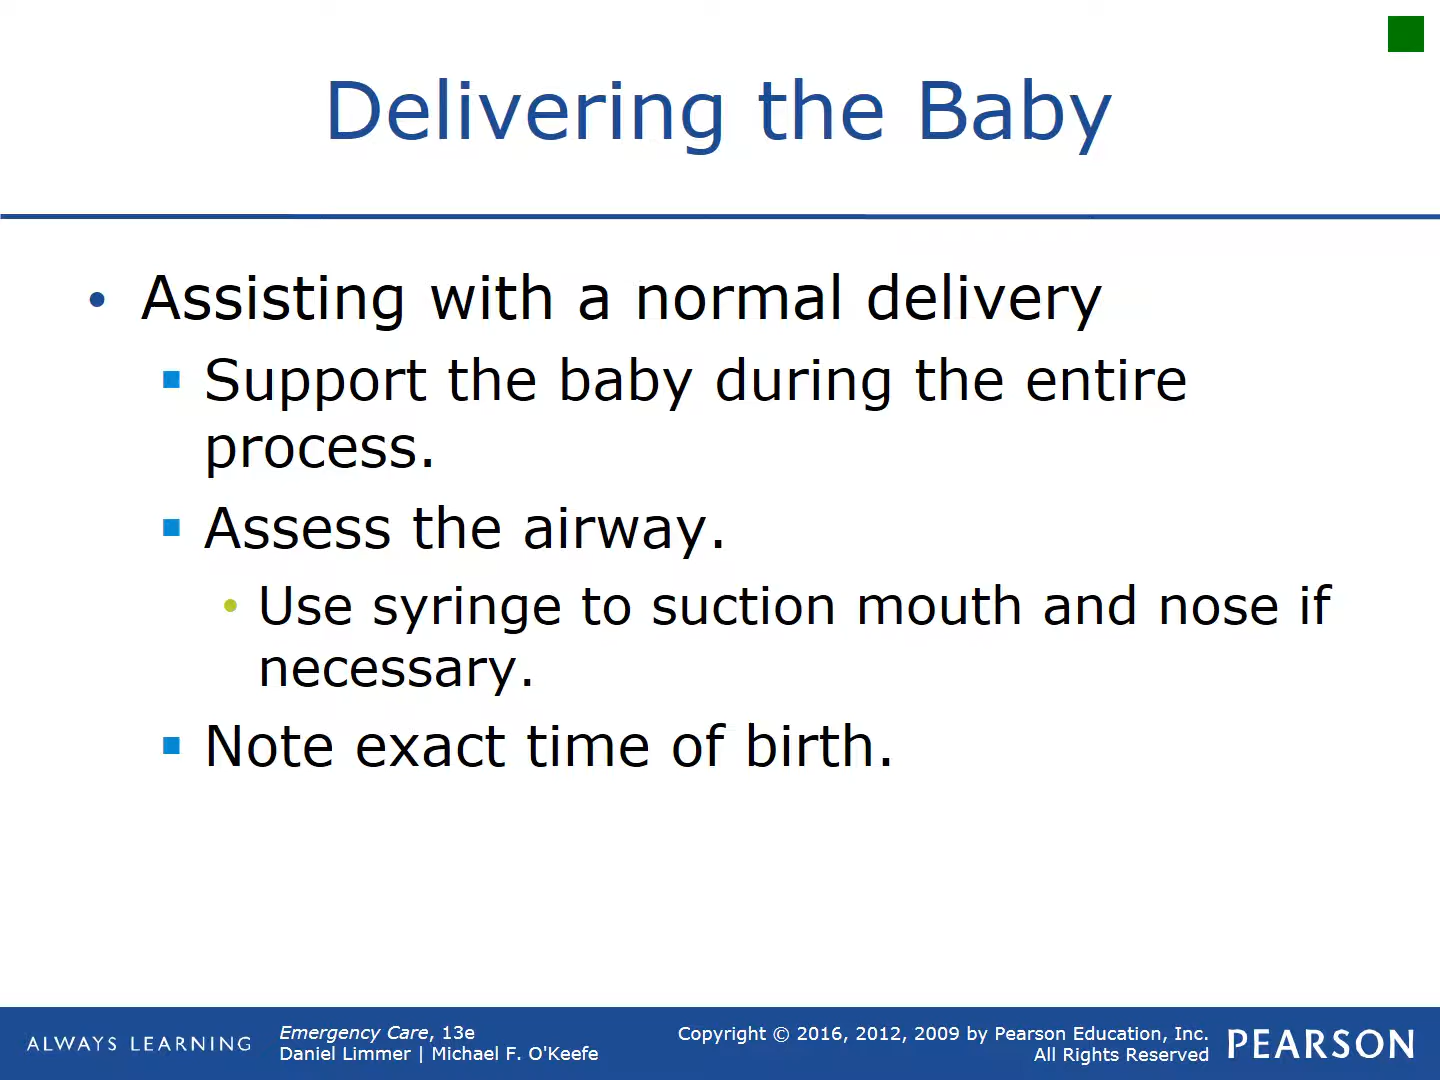 Delivering the Baby
• Assisting with a normal delivery
▪ Support the baby during the entire
process.
▪ Assess the airway.
• Use syringe to suction mouth and nose if
necessary.
▪ Note exact time of birth.
ALWAYS LEARNING
Emergency Care, 13e
Daniel Limmer | Michael F. O'Keefe
Copyright © 2016, 2012, 2009 by Pearson Education, Inc.
All Rights Reserved
PEARSON